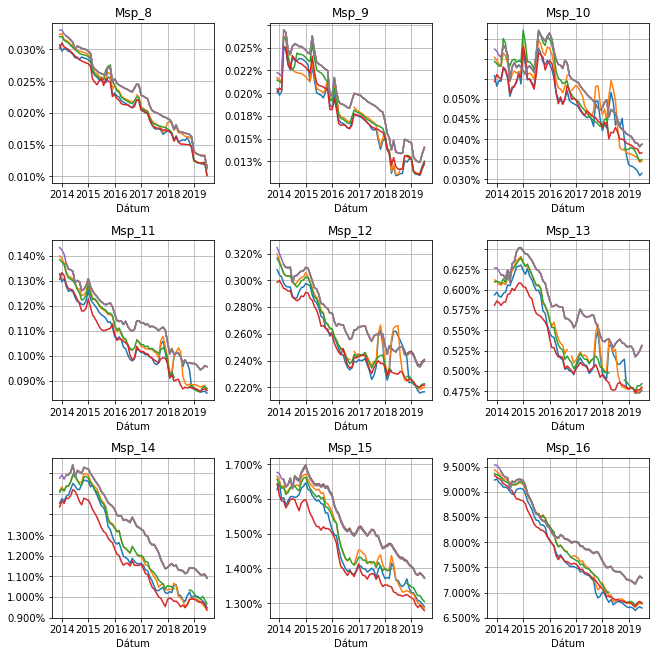 Msp_8 Msp_9 Msp_10
0.030% 0.025% 0.050%
0.025% 0.022% 0.045%
0.020% 0.020% 0.040%
0.015% 0.018% 0.035%
0.010% 0.015% 0.030%
0.013%
2014 2015 2016 2017 2018 2019 2014 2015 2016 2017 2018 2019 2014 2015 2016 2017 2018 2019
Dátum Dátum Dátum
Msp_11 Msp_12 Msp_13
0.140% 0.320% 0.625%
0.130% 0.300% 0.600%
0.120% 0.280% 0.575%
0.110% 0.260% 0.550%
0.100% 0.240% 0.525%
0.090% 0.220% 0.500%
0.475%
2014 2015 2016 2017 2018 2019 2014 2015 2016 2017 2018 2019 2014 2015 2016 2017 2018 2019
Dátum Dátum Dátum
Msp_14 Msp_15 Msp_16
1.300% 1.700% 9.500%
1.200% 1.600% 9.000%
1.100% 1.500% 8.500%
1.000% 1.400% 8.000%
0.900% 1.300% 7.500%
7.000%
6.500%
2014 2015 2016 2017 2018 2019 2014 2015 2016 2017 2018 2019 2014 2015 2016 2017 2018 2019
Dátum Dátum Dátum